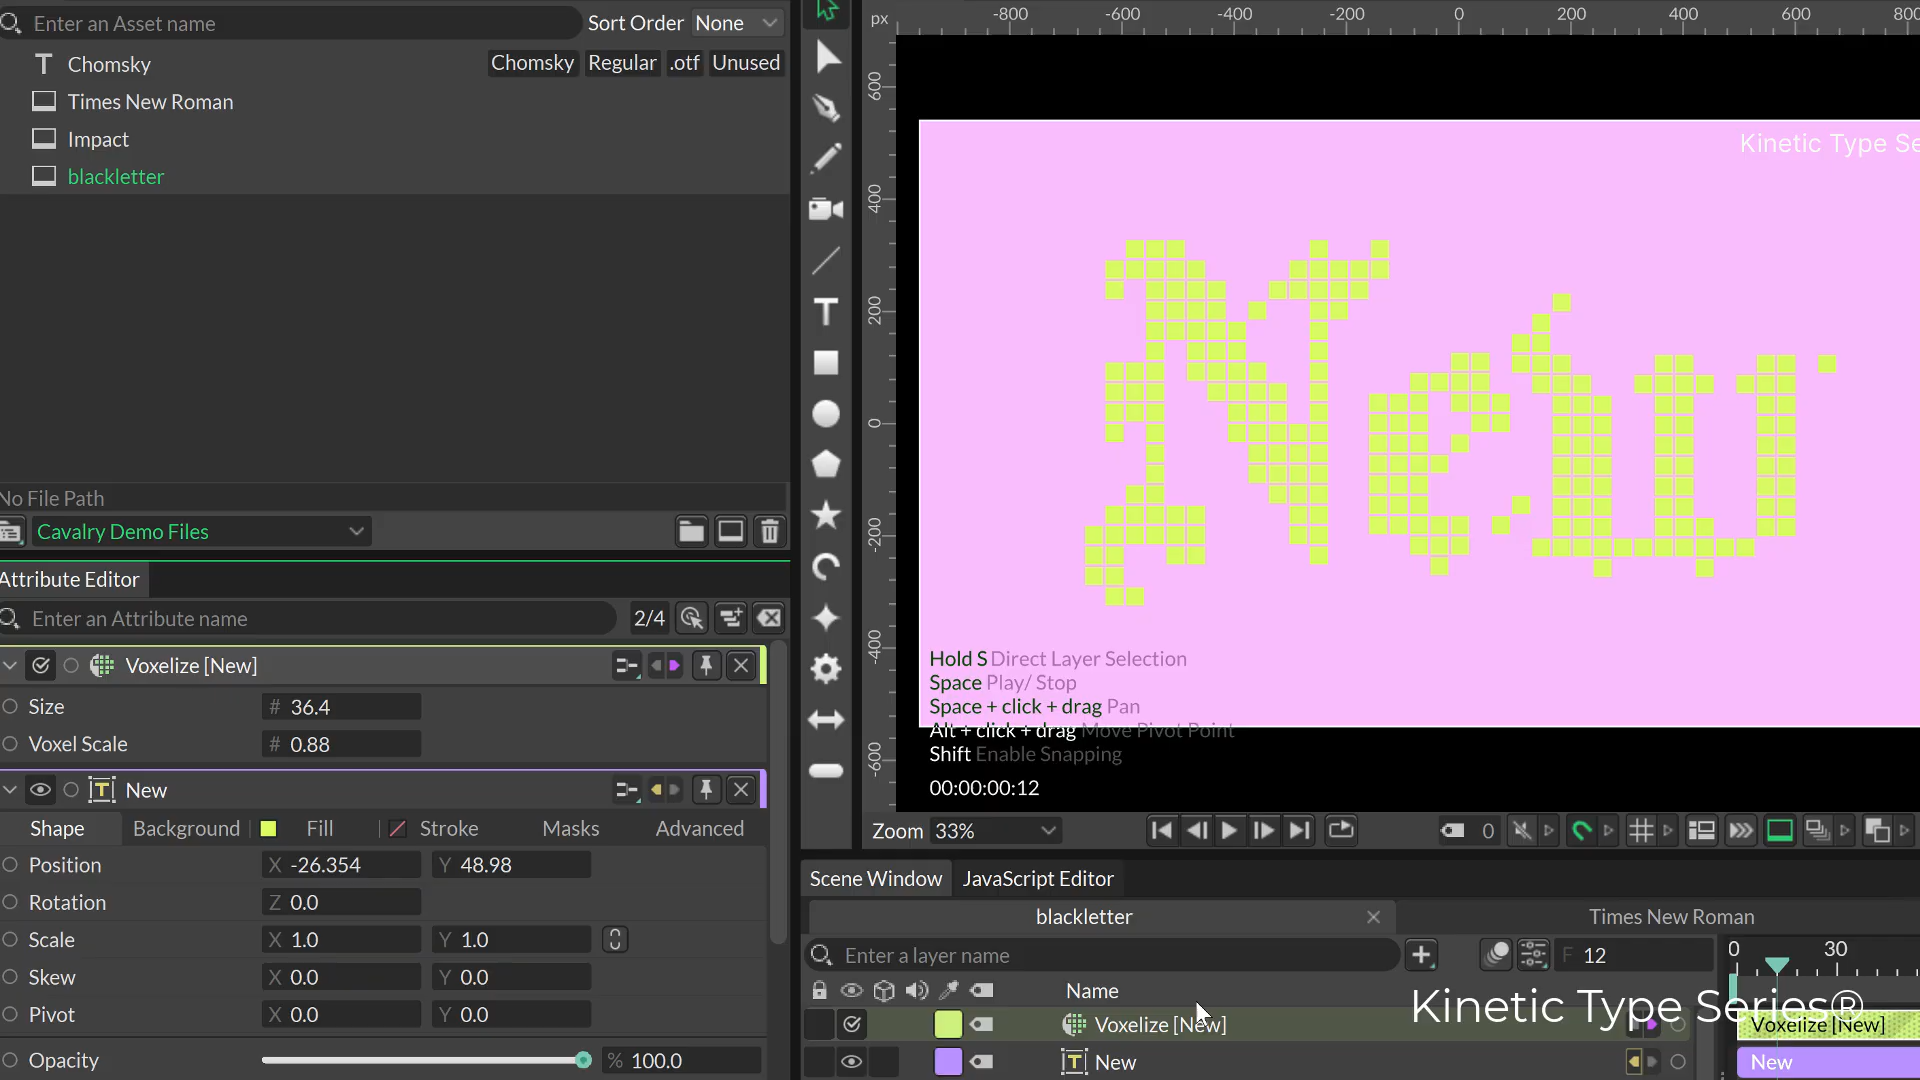 Enter an Asset name
Sort Order None
Chomsky
Chomsky Regular .otf Unused
Times New Roman
Impact
blackletter
No File Path
Cavalry Demo Files
Attribute Editor
Enter an Attribute name
2/4
Voxelize [New]
Size # 36.4
Voxel Scale # 0.88
New
Shape Background Fill Stroke Masks Advanced
Position X -26.354 Y 48.98
Rotation Z 0.0
Scale X 1.0 Y 1.0
Skew X 0.0 Y 0.0
Pivot X 0.0 Y 0.0
Opacity % 100.0
px -800 -600 -400 -200 0 200 400 600 800
600
400
200
0
-200
-400
-600
Kinetic Type Se
New
Hold S Direct Layer Selection
Space Play/ Stop
Space + click + drag Pan
Alt + click + drag Move Pivot Point
Shift Enable Snapping
00:00:00:12
Zoom 33%
0
Scene Window JavaScript Editor
blackletter Times New Roman
Enter a layer name
F 12
0 30
Name
Voxelize [New]
New
Kinetic Type Series®
Voxelize [New]
New